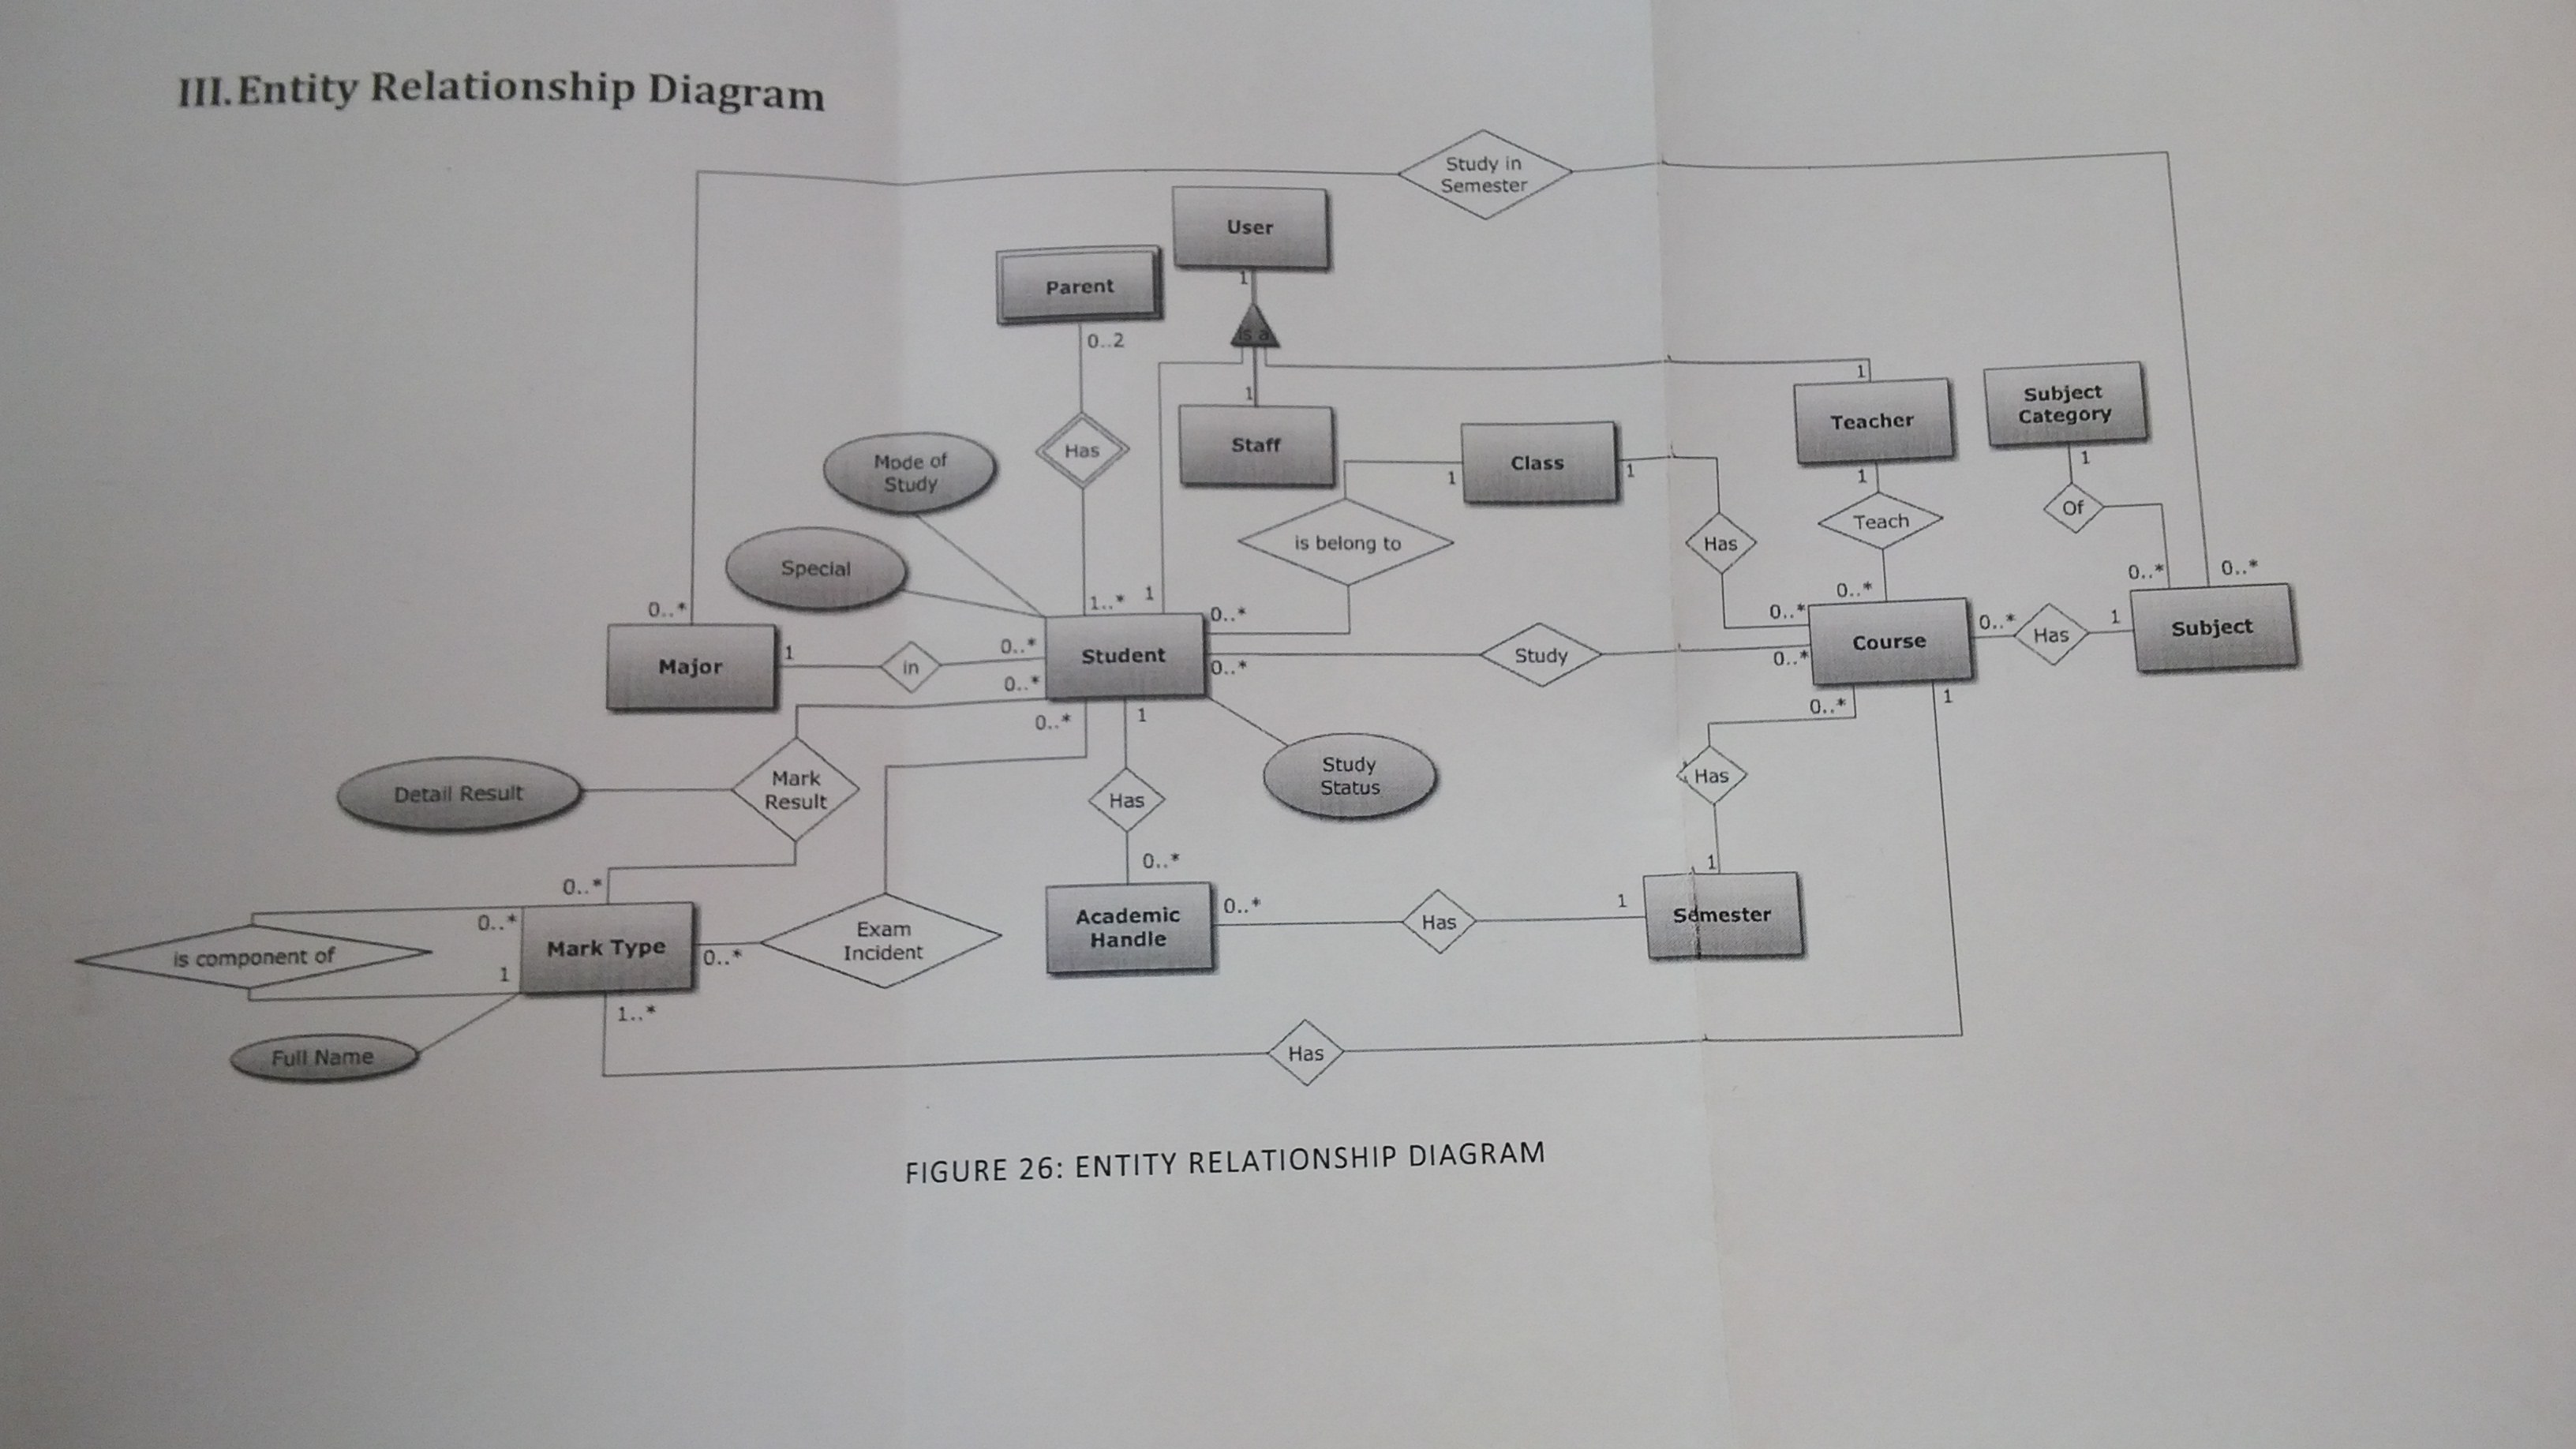 III. Entity Relationship Diagram
Study in
Semester
User
1
is a
Parent
0..2
1
Staff
1
Teacher
1
Subject
Category
1
Mode of
Study
Has
Class
1
1
Teach
Of
Special
is belong to
Has
0..*
1..*
1
0..*
0..*
0..*
0..*
0..*
Major
1
in
0..*
0..*
Student
0..*
Study
0..*
Course
0..*
Has
1
Subject
0..*
1
0..*
1
Detail Result
Mark
Result
Has
Study
Status
Has
0..*
0..*
1
1
is component of
0..*
1
Mark Type
0..*
Exam
Incident
Academic
Handle
0..*
Has
Semester
1..*
Full Name
Has
FIGURE 26: ENTITY RELATIONSHIP DIAGRAM